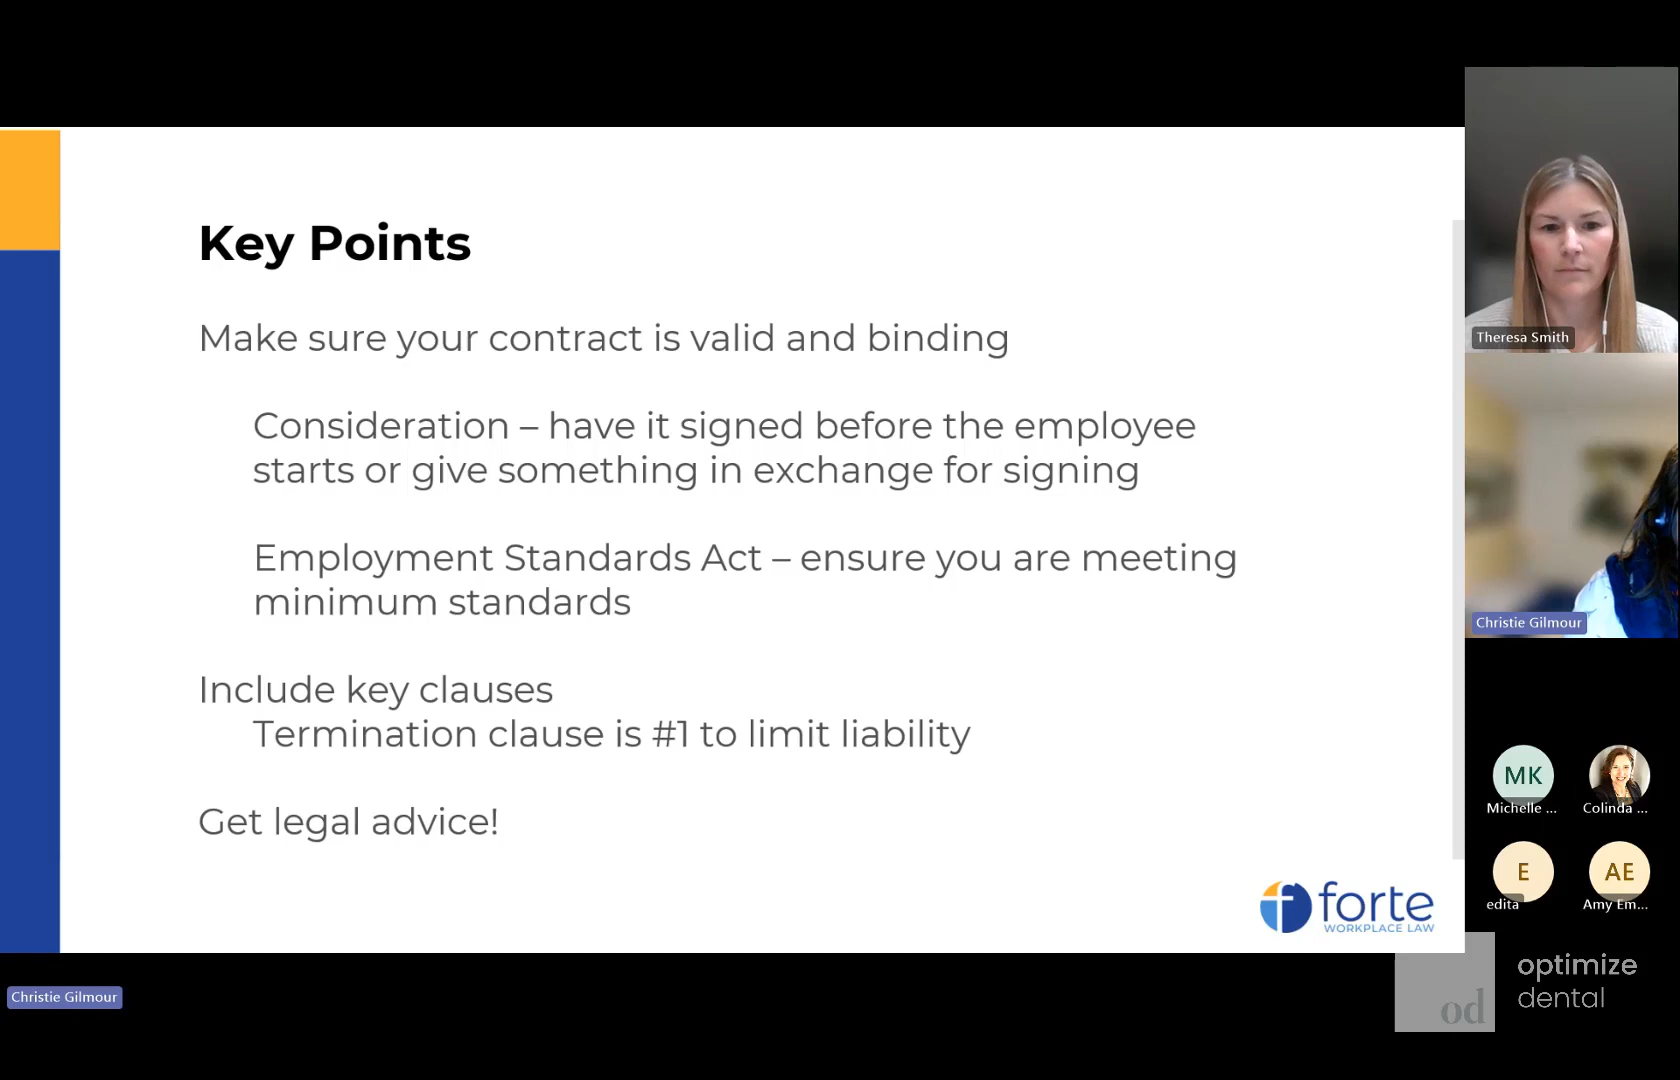 Key Points
Make sure your contract is valid and binding
Consideration – have it signed before the employee
starts or give something in exchange for signing
Employment Standards Act – ensure you are meeting
minimum standards
Include key clauses
Termination clause is #1 to limit liability
Get legal advice!
f forte
WORKPLACE LAW
Christie Gilmour
Theresa Smith
Christie Gilmour
MK
Michelle ...
Colinda ...
E
edita
AE
Amy Em...
od
optimize
dental